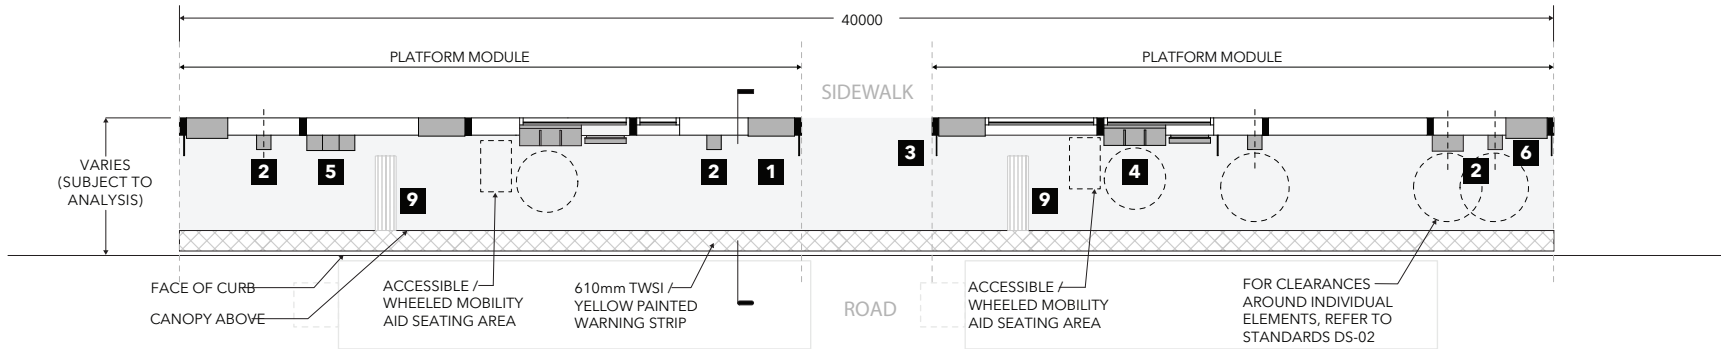 40000
PLATFORM MODULE
PLATFORM MODULE
SIDEWALK
VARIES
(SUBJECT TO
ANALYSIS)
2
5
9
2
1
3
9
4
2
6
FACE OF CURB
CANOPY ABOVE
ACCESSIBLE /
WHEELED MOBILITY
AID SEATING AREA
610mm TWSI /
YELLOW PAINTED
WARNING STRIP
ROAD
ACCESSIBLE /
WHEELED MOBILITY
AID SEATING AREA
FOR CLEARANCES
AROUND INDIVIDUAL
ELEMENTS, REFER TO
STANDARDS DS-02